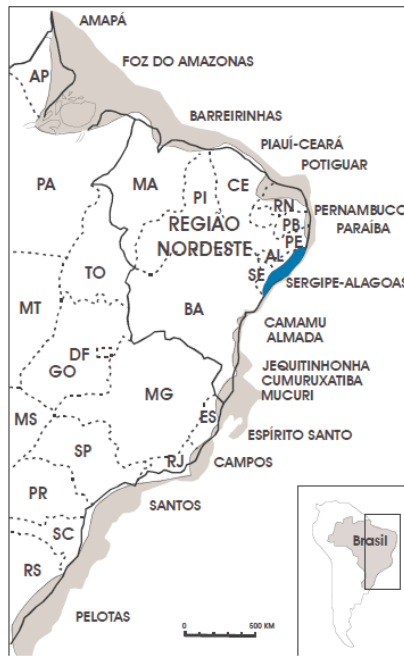 AMAPÁ
FOZ DO AMAZONAS
AP
BARREIRINHAS
PIAUÍ-CEARÁ
POTIGUAR
PA
MA
PI
CE
RN
PERNAMBUCO
PARAÍBA
PB
PE
REGIÃO
NORDESTE
AL
SE
SERGIPE-ALAGOAS
TO
MT
BA
CAMAMU
ALMADA
DF
GO
JEQUITINHONHA
CUMURUXATIBA
MUCURI
MG
MS
ES
ESPÍRITO SANTO
SP
RJ
CAMPOS
PR
SANTOS
SC
Brasil
RS
PELOTAS
0 500 KM